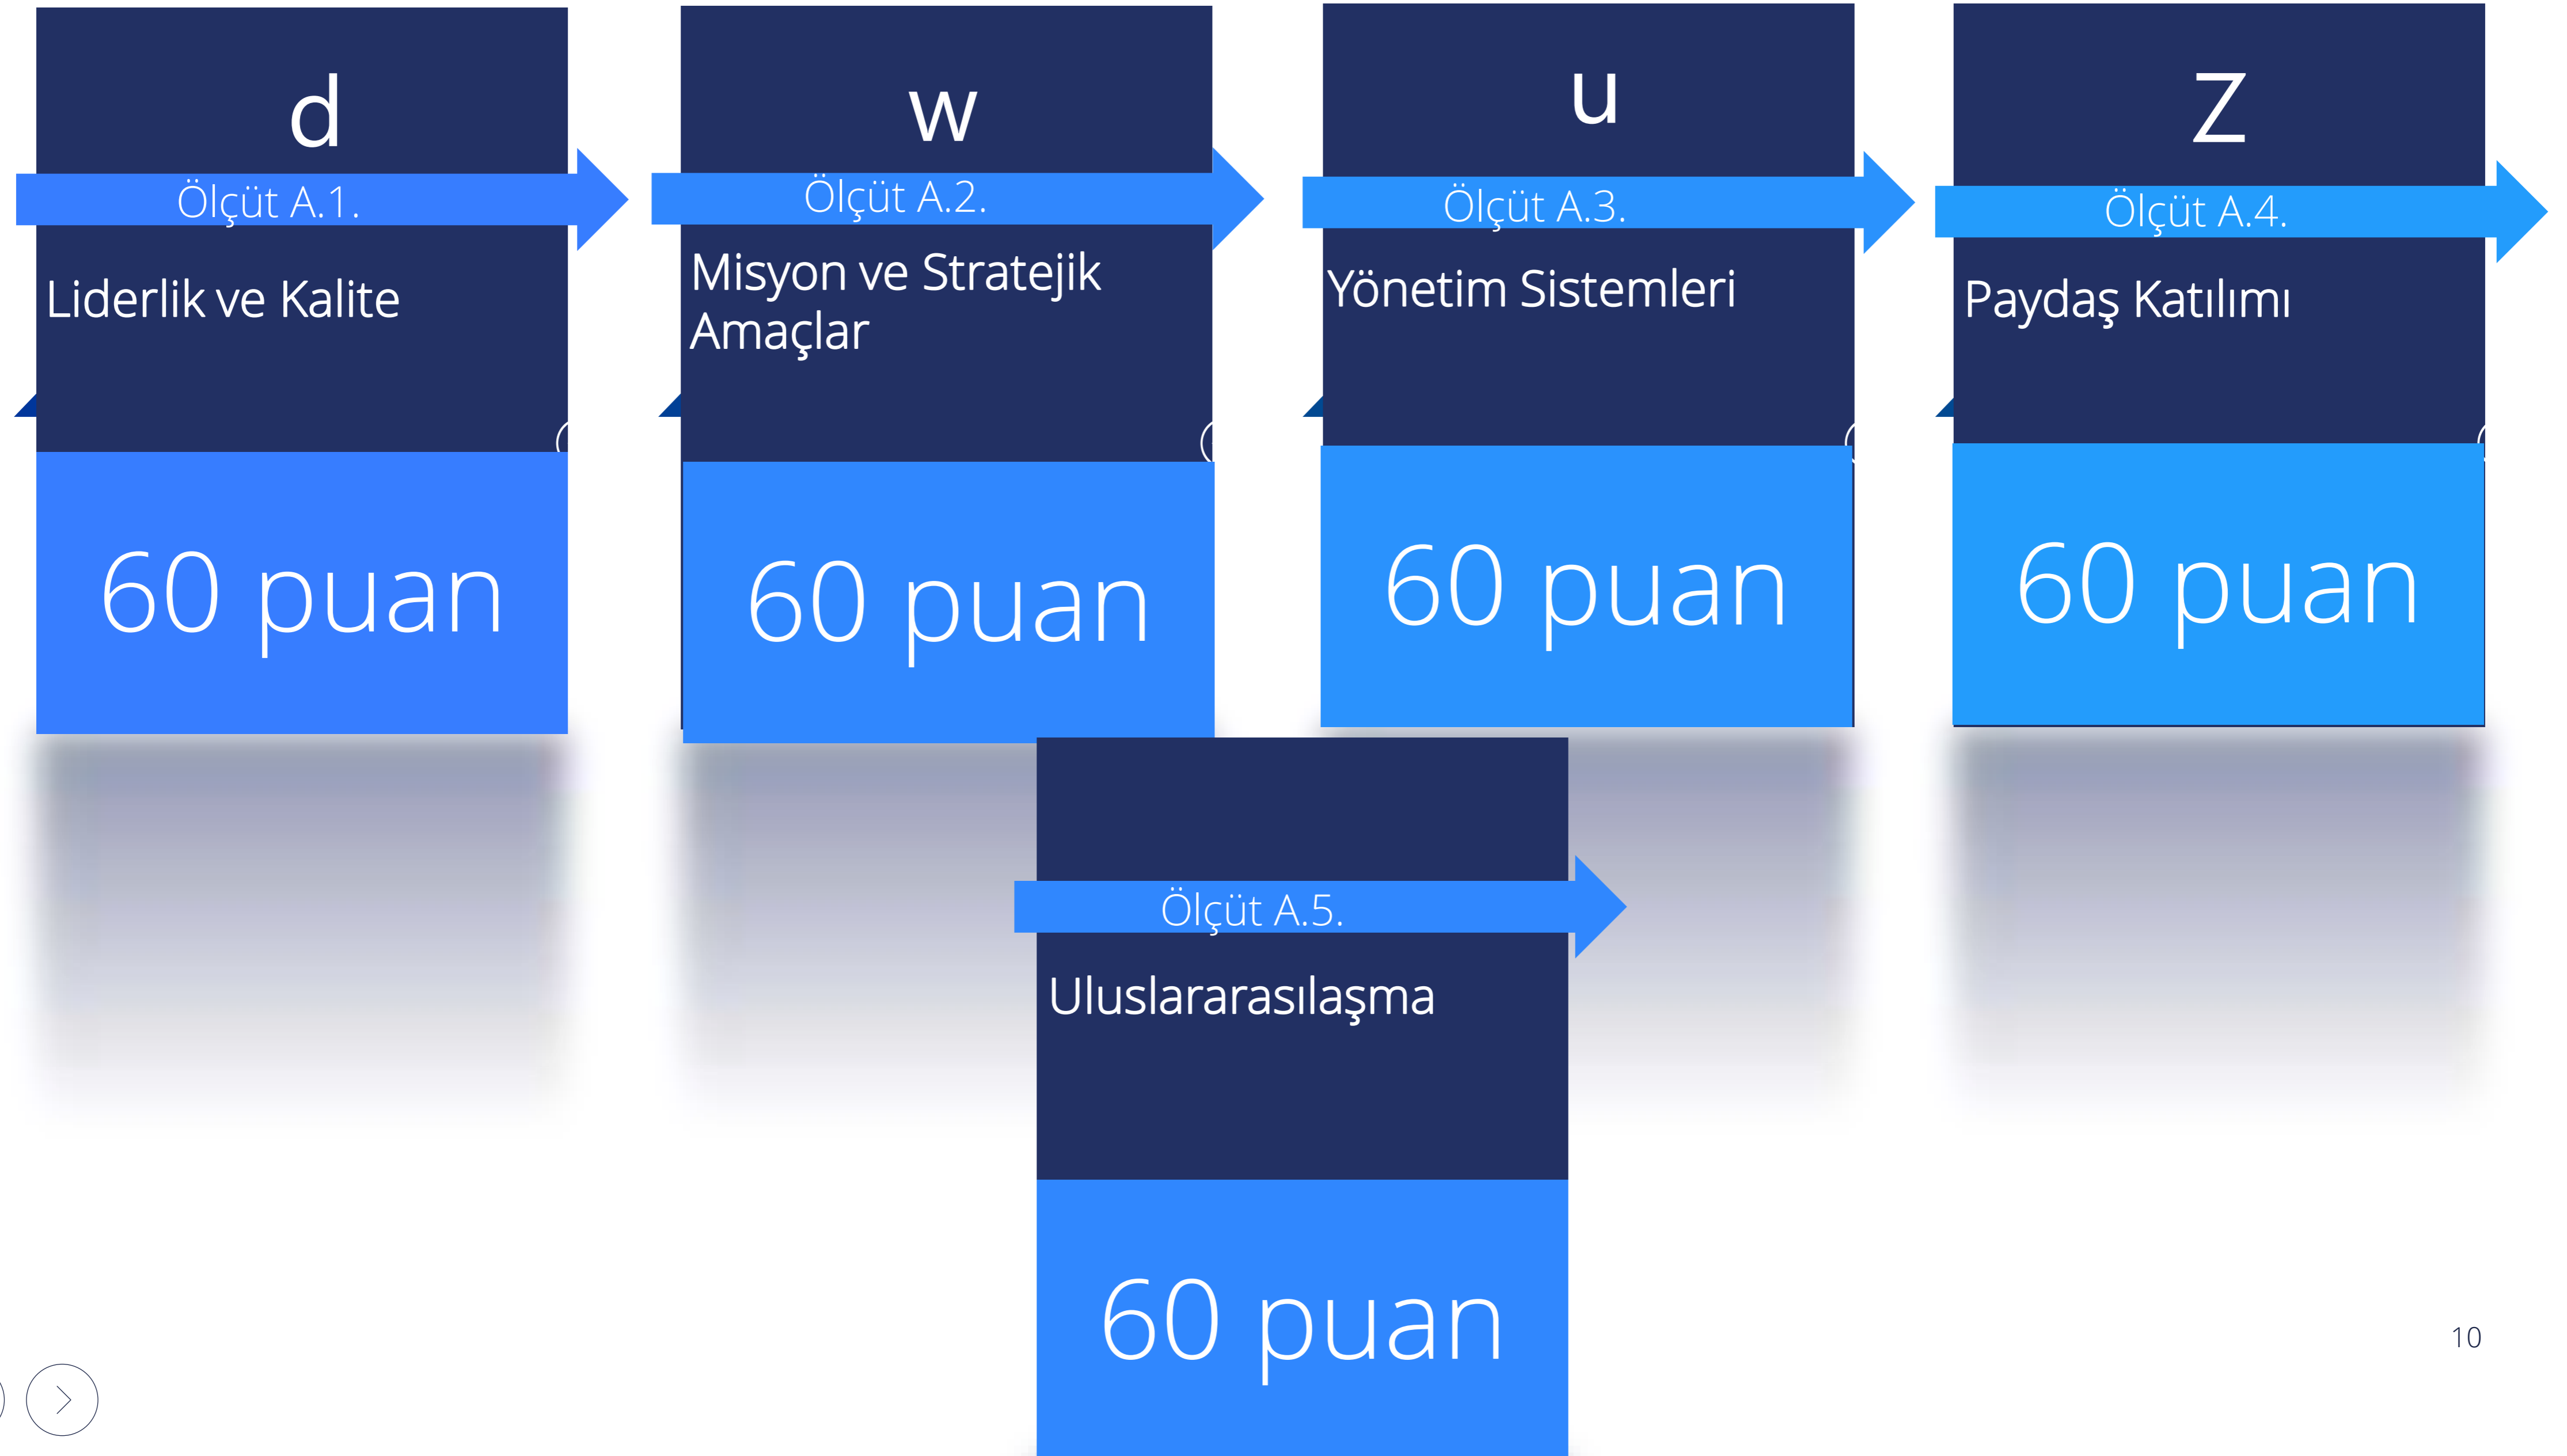 d
Ölçüt A.1.
Liderlik ve Kalite
60 puan
w
Ölçüt A.2.
Misyon ve Stratejik
Amaçlar
60 puan
u
Ölçüt A.3.
Yönetim Sistemleri
60 puan
Z
Ölçüt A.4.
Paydaş Katılımı
60 puan
Ölçüt A.5.
Uluslararasılaşma
60 puan
10